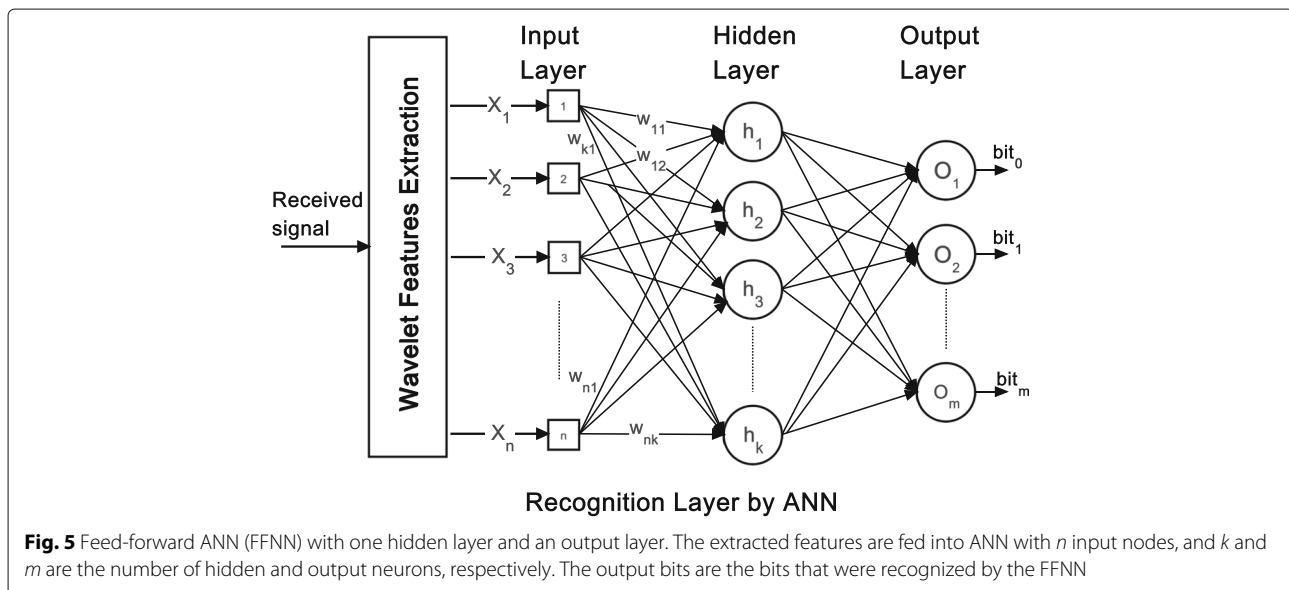 Input Layer
Hidden Layer
Output Layer
Received signal
Wavelet Features Extraction
X1
X2
X3
Xn
1
2
3
n
w11
wk1
w12
wn1
wnk
h1
h2
h3
hk
O1
O2
Om
bit0
bit1
bitm
Recognition Layer by ANN
Fig. 5 Feed-forward ANN (FFNN) with one hidden layer and an output layer. The extracted features are fed into ANN with n input nodes, and k and
m are the number of hidden and output neurons, respectively. The output bits are the bits that were recognized by the FFNN